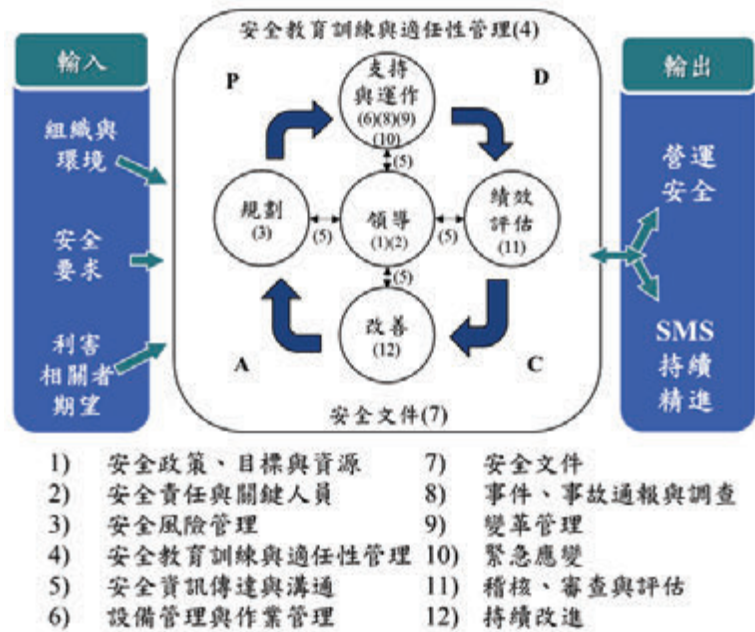 安全教育訓練與適任性管理(4)
輸入
組織與
環境
安全
要求
利害
相關者
期望
P
D
支持
與運作
(6)(8)(9)
(10)
(5)
規劃
(3)
(5)
領導
(1)(2)
(5)
績效
評估
(11)
(5)
改善
(12)
A
C
安全文件(7)
輸出
營運
安全
SMS
持續
精進
1) 安全政策、目標與資源
2) 安全責任與關鍵人員
3) 安全風險管理
4) 安全教育訓練與適任性管理
5) 安全資訊傳達與溝通
6) 設備管理與作業管理
7) 安全文件
8) 事件、事故通報與調查
9) 變革管理
10) 緊急應變
11) 稽核、審查與評估
12) 持續改進